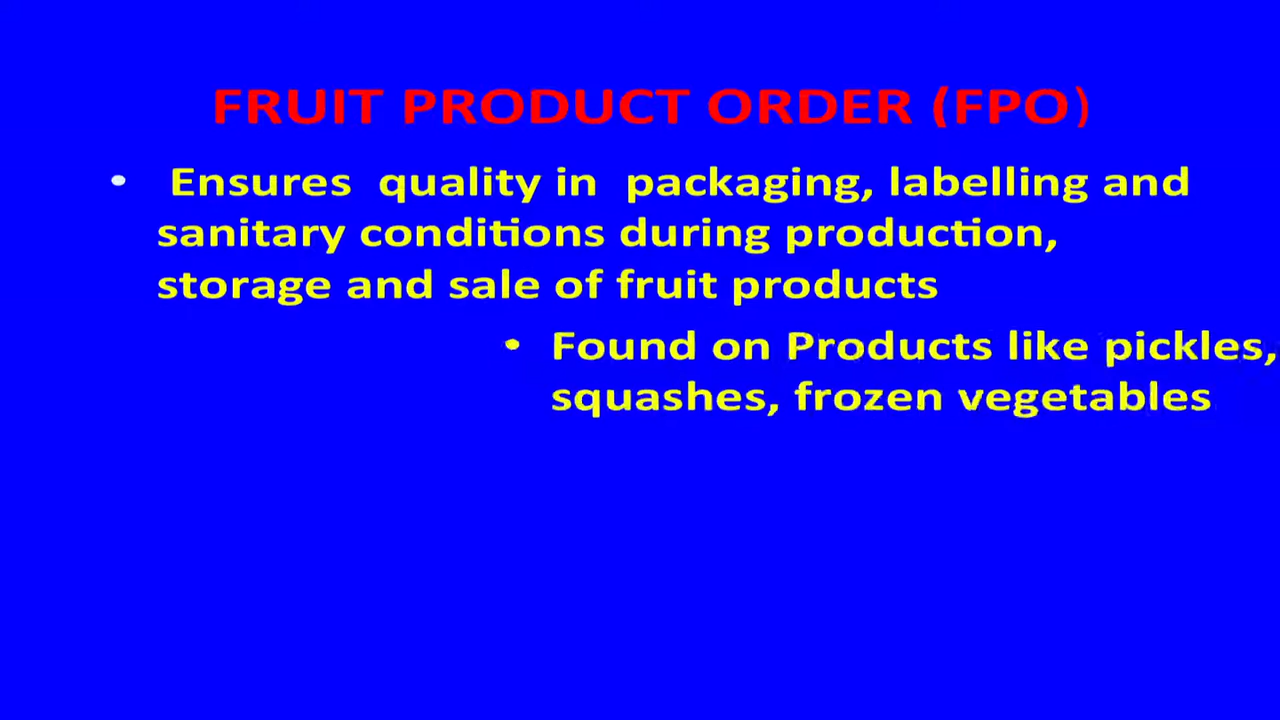 FRUIT PRODUCT ORDER (FPO)
• Ensures quality in packaging, labelling and
sanitary conditions during production,
storage and sale of fruit products
• Found on Products like pickles,
squashes, frozen vegetables